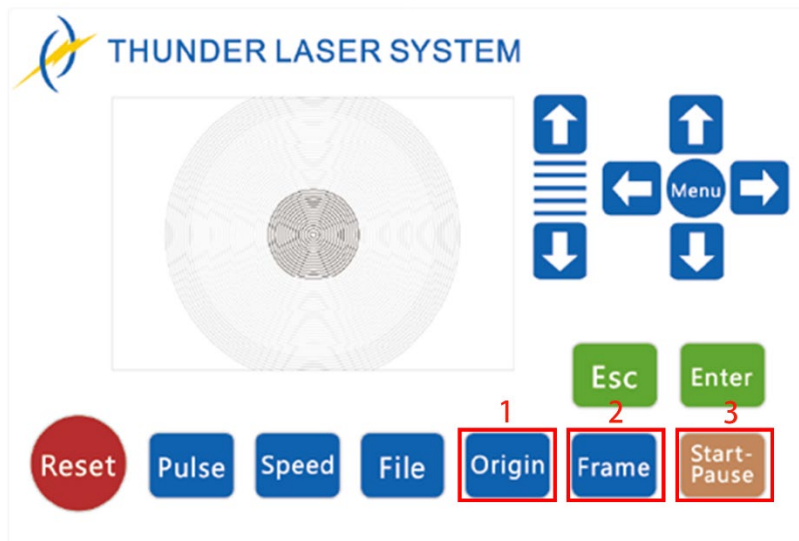 THUNDER LASER SYSTEM
Menu
Esc
Enter
1
2
3
Reset
Pulse
Speed
File
Origin
Frame
Start-
Pause